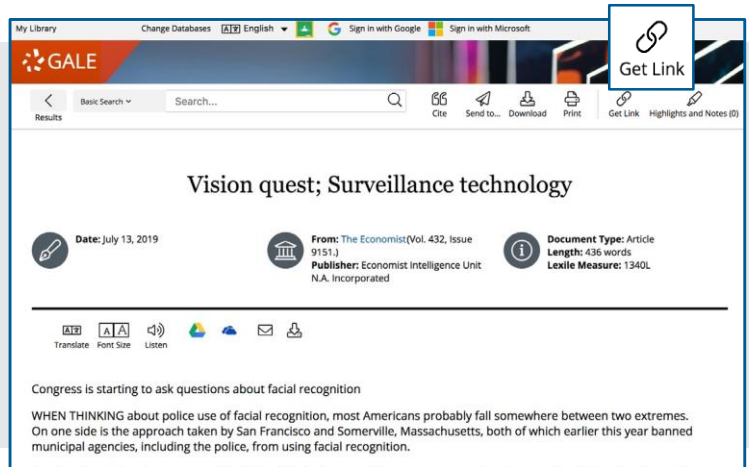 My Library
Change Databases
English
Sign in with Google
Sign in with Microsoft
Get Link
GALE
Results
Basic Search
Search...
Cite
Send to...
Download
Print
Get Link
Highlights and Notes (0)
Vision quest; Surveillance technology
Date: July 13, 2019
From: The Economist(Vol. 432, Issue
9151.)
Publisher: Economist Intelligence Unit
N.A. Incorporated
Document Type: Article
Length: 436 words
Lexile Measure: 1340L
Translate
Font Size
Listen
Congress is starting to ask questions about facial recognition
WHEN THINKING about police use of facial recognition, most Americans probably fall somewhere between two extremes.
On one side is the approach taken by San Francisco and Somerville, Massachusetts, both of which earlier this year banned
municipal agencies, including the police, from using facial recognition.